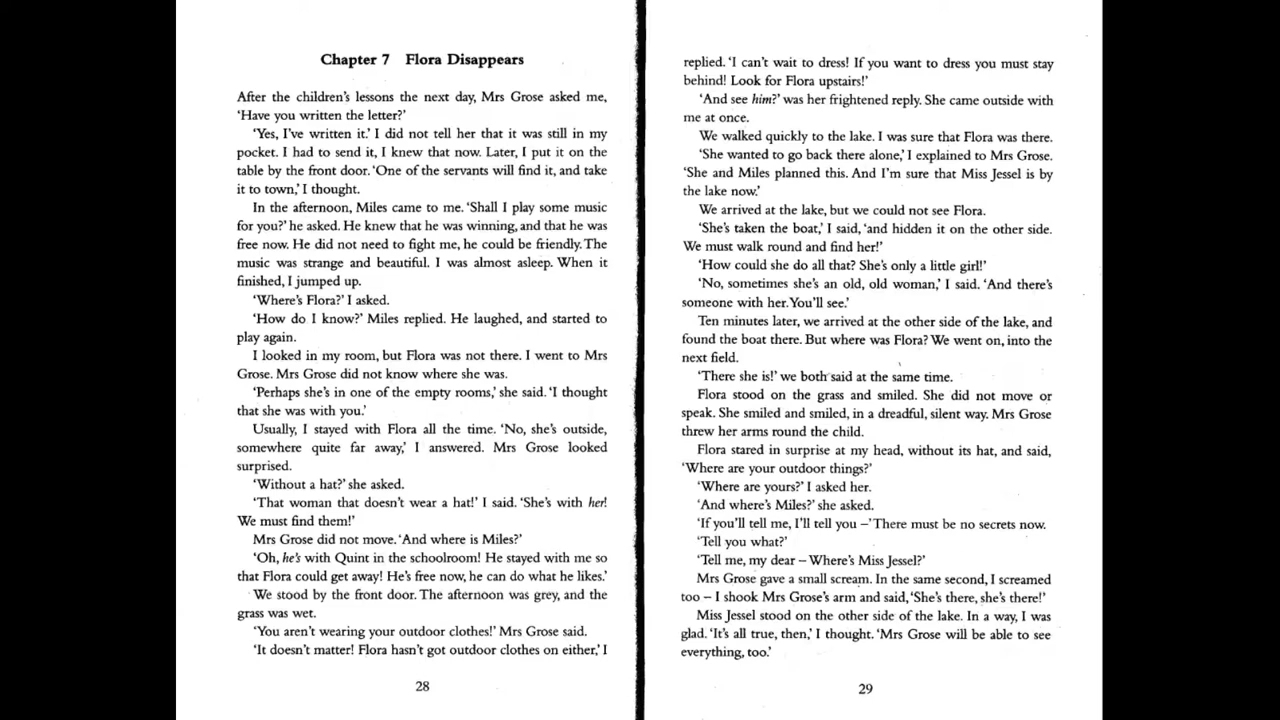 Chapter 7 Flora Disappears
After the children's lessons the next day, Mrs Grose asked me,
'Have you written the letter?'
'Yes, I've written it.' I did not tell her that it was still in my
pocket. I had to send it, I knew that now. Later, I put it on the
table by the front door. 'One of the servants will find it, and take
it to town,' I thought.
In the afternoon, Miles came to me. 'Shall I play some music
for you?' he asked. He knew that he was winning, and that he was
free now. He did not need to fight me, he could be friendly. The
music was strange and beautiful. I was almost asleep. When it
finished, I jumped up.
'Where's Flora?' I asked.
'How do I know?' Miles replied. He laughed, and started to
play again.
I looked in my room, but Flora was not there. I went to Mrs
Grose. Mrs Grose did not know where she was.
'Perhaps she's in one of the empty rooms,' she said. 'I thought
that she was with you.'
Usually, I stayed with Flora all the time. 'No, she's outside,
somewhere quite far away,' I answered. Mrs Grose looked
surprised.
'Without a hat?' she asked.
'That woman that doesn't wear a hat!' I said. 'She's with her!
We must find them!'
Mrs Grose did not move. 'And where is Miles?'
'Oh, he's with Quint in the schoolroom! He stayed with me so
that Flora could get away! He's free now, he can do what he likes.'
We stood by the front door. The afternoon was grey, and the
grass was wet.
'You aren't wearing your outdoor clothes!' Mrs Grose said.
'It doesn't matter! Flora hasn't got outdoor clothes on either,' I
28
replied. 'I can't wait to dress! If you want to dress you must stay
behind! Look for Flora upstairs!'
'And see him?' was her frightened reply. She came outside with
me at once.
We walked quickly to the lake. I was sure that Flora was there.
'She wanted to go back there alone,' I explained to Mrs Grose.
'She and Miles planned this. And I'm sure that Miss Jessel is by
the lake now.'
We arrived at the lake, but we could not see Flora.
'She's taken the boat,' I said, 'and hidden it on the other side.
We must walk round and find her!'
'How could she do all that? She's only a little girl!'
'No, sometimes she's an old, old woman,' I said. 'And there's
someone with her. You'll see.'
Ten minutes later, we arrived at the other side of the lake, and
found the boat there. But where was Flora? We went on, into the
next field.
'There she is!' we both said at the same time.
Flora stood on the grass and smiled. She did not move or
speak. She smiled and smiled, in a dreadful, silent way. Mrs Grose
threw her arms round the child.
Flora stared in surprise at my head, without its hat, and said,
'Where are your outdoor things?'
'Where are yours?' I asked her.
'And where's Miles?' she asked.
'If you'll tell me, I'll tell you –' There must be no secrets now.
'Tell you what?'
'Tell me, my dear – Where's Miss Jessel?'
Mrs Grose gave a small scream. In the same second, I screamed
too – I shook Mrs Grose's arm and said, 'She's there, she's there!'
Miss Jessel stood on the other side of the lake. In a way, I was
glad. 'It's all true, then,' I thought. 'Mrs Grose will be able to see
everything, too.'
29